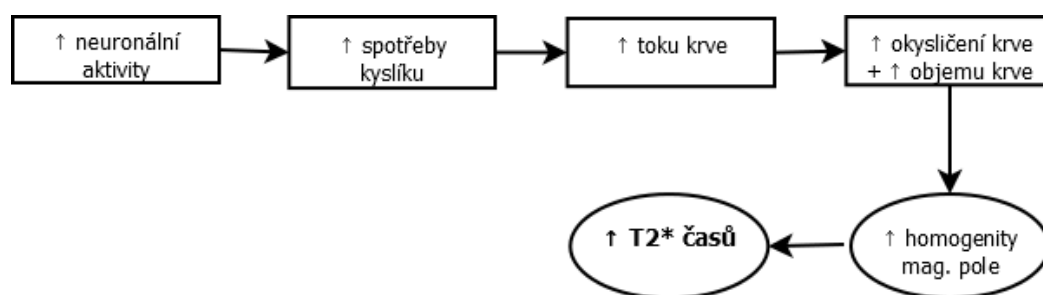 ↑ neuronální
aktivity
↑ spotřeby
kyslíku
↑ toku krve
↑ okysličení krve
+ ↑ objemu krve
↑ homogenity
mag. pole
↑ T2* časů